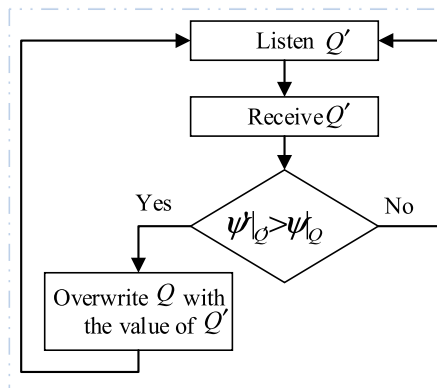 Listen Q′
Receive Q′
Yes
No
ψ|Q′>ψ|Q
Overwrite Q with
the value of Q′